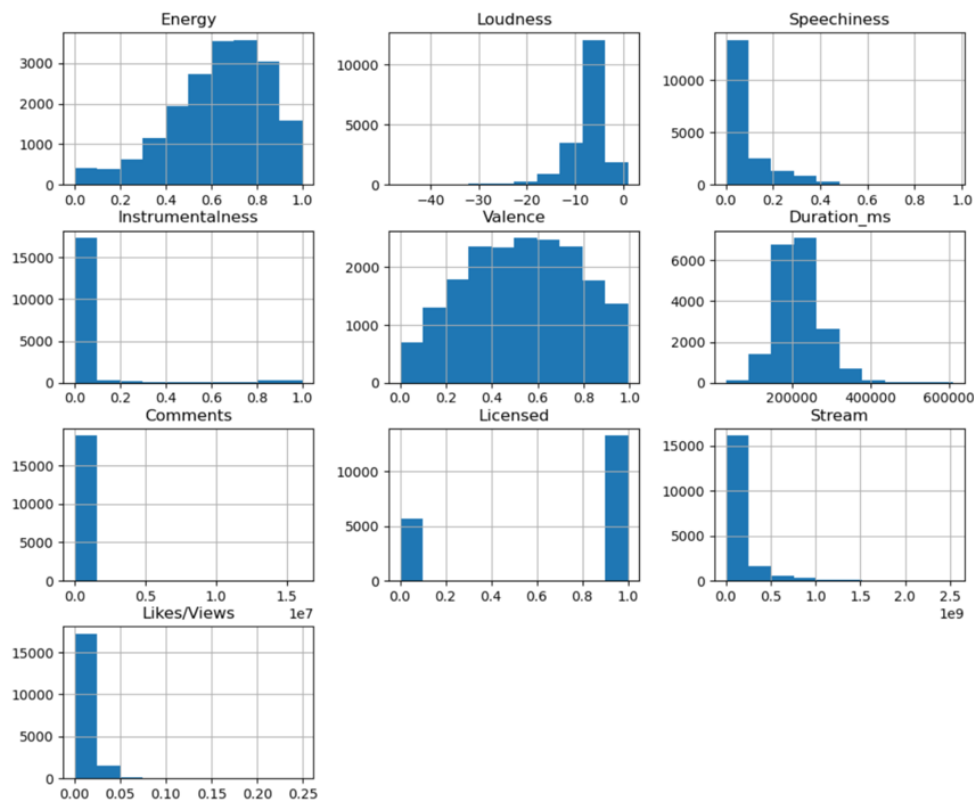 Energy
Loudness
Speechiness
3000
2000
1000
0
0.0 0.2 0.4 0.6 0.8 1.0
10000
5000
0
−40 −30 −20 −10 0
10000
5000
0
0.0 0.2 0.4 0.6 0.8 1.0
Instrumentalness
Valence
Duration_ms
15000
10000
5000
0
0.0 0.2 0.4 0.6 0.8 1.0
2000
1000
0
0.0 0.2 0.4 0.6 0.8 1.0
6000
4000
2000
0
200000 400000 600000
Comments
Licensed
Stream
15000
10000
5000
0
0.0 0.5 1.0 1.5
1e7
10000
5000
0
0.0 0.2 0.4 0.6 0.8 1.0
15000
10000
5000
0
0.0 0.5 1.0 1.5 2.0 2.5
1e9
Likes/Views
15000
10000
5000
0
0.00 0.05 0.10 0.15 0.20 0.25